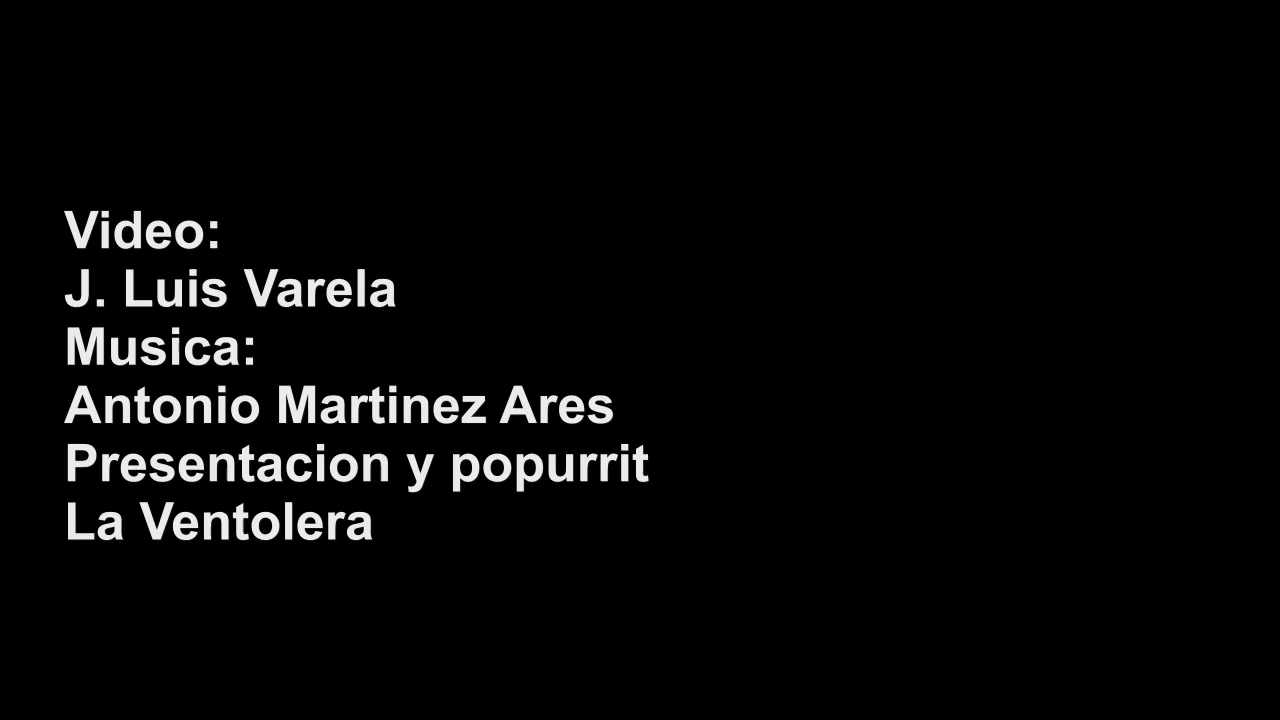 Video:
J. Luis Varela
Musica:
Antonio Martinez Ares
Presentacion y popurrit
La Ventolera